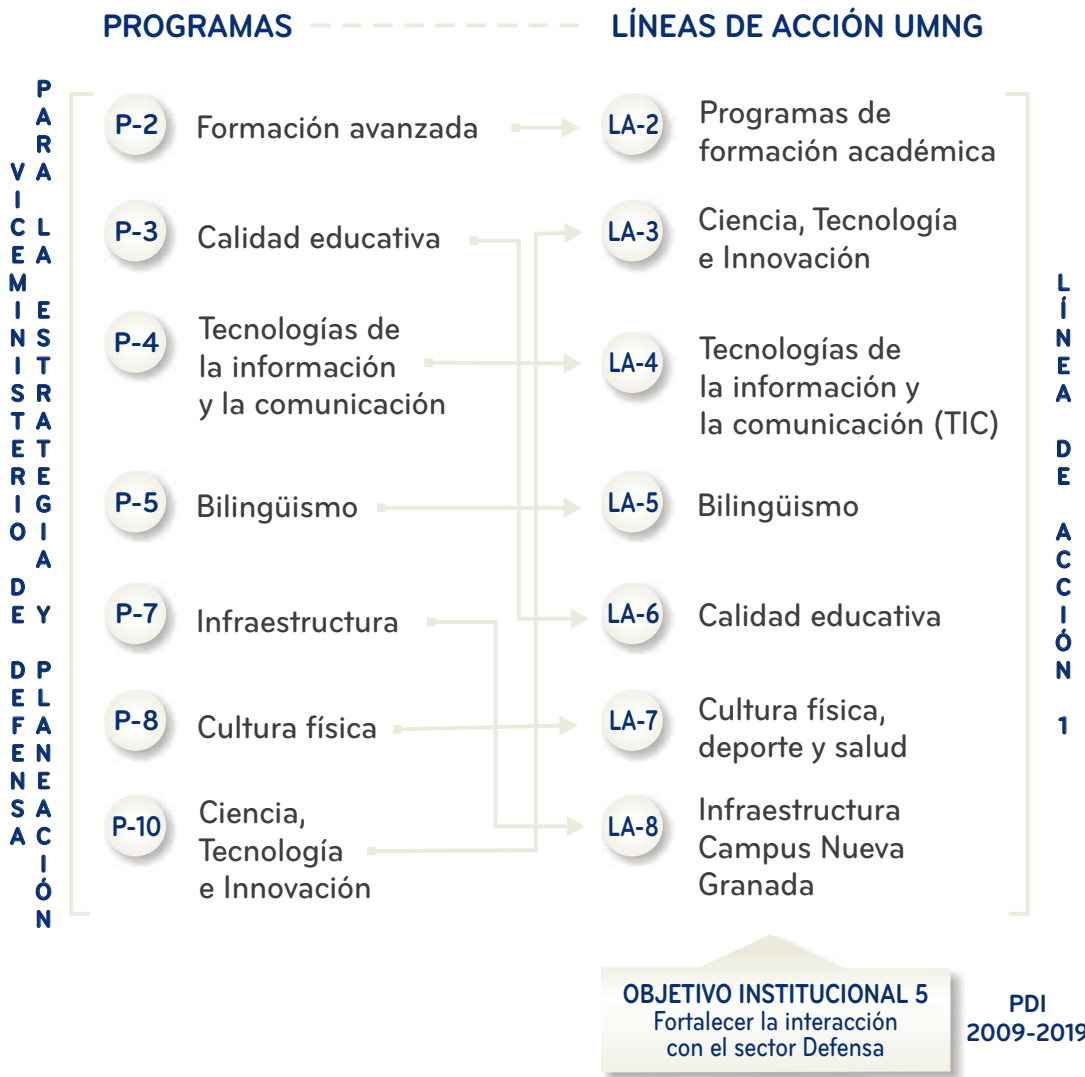 PROGRAMAS
LÍNEAS DE ACCIÓN UMNG
VICEMINISTERIO DE DEFENSA
PARA LA ESTRATEGIA Y PLANEACIÓN
P-2
Formación avanzada
LA-2
Programas de
formación académica
P-3
Calidad educativa
LA-3
Ciencia, Tecnología
e Innovación
P-4
Tecnologías de
la información
y la comunicación
LA-4
Tecnologías de
la información y
la comunicación (TIC)
P-5
Bilingüismo
LA-5
Bilingüismo
P-7
Infraestructura
LA-6
Calidad educativa
P-8
Cultura física
LA-7
Cultura física,
deporte y salud
P-10
Ciencia,
Tecnología
e Innovación
LA-8
Infraestructura
Campus Nueva
Granada
LÍNEA DE ACCIÓN 1
OBJETIVO INSTITUCIONAL 5
Fortalecer la interacción
con el sector Defensa
PDI
2009-2019